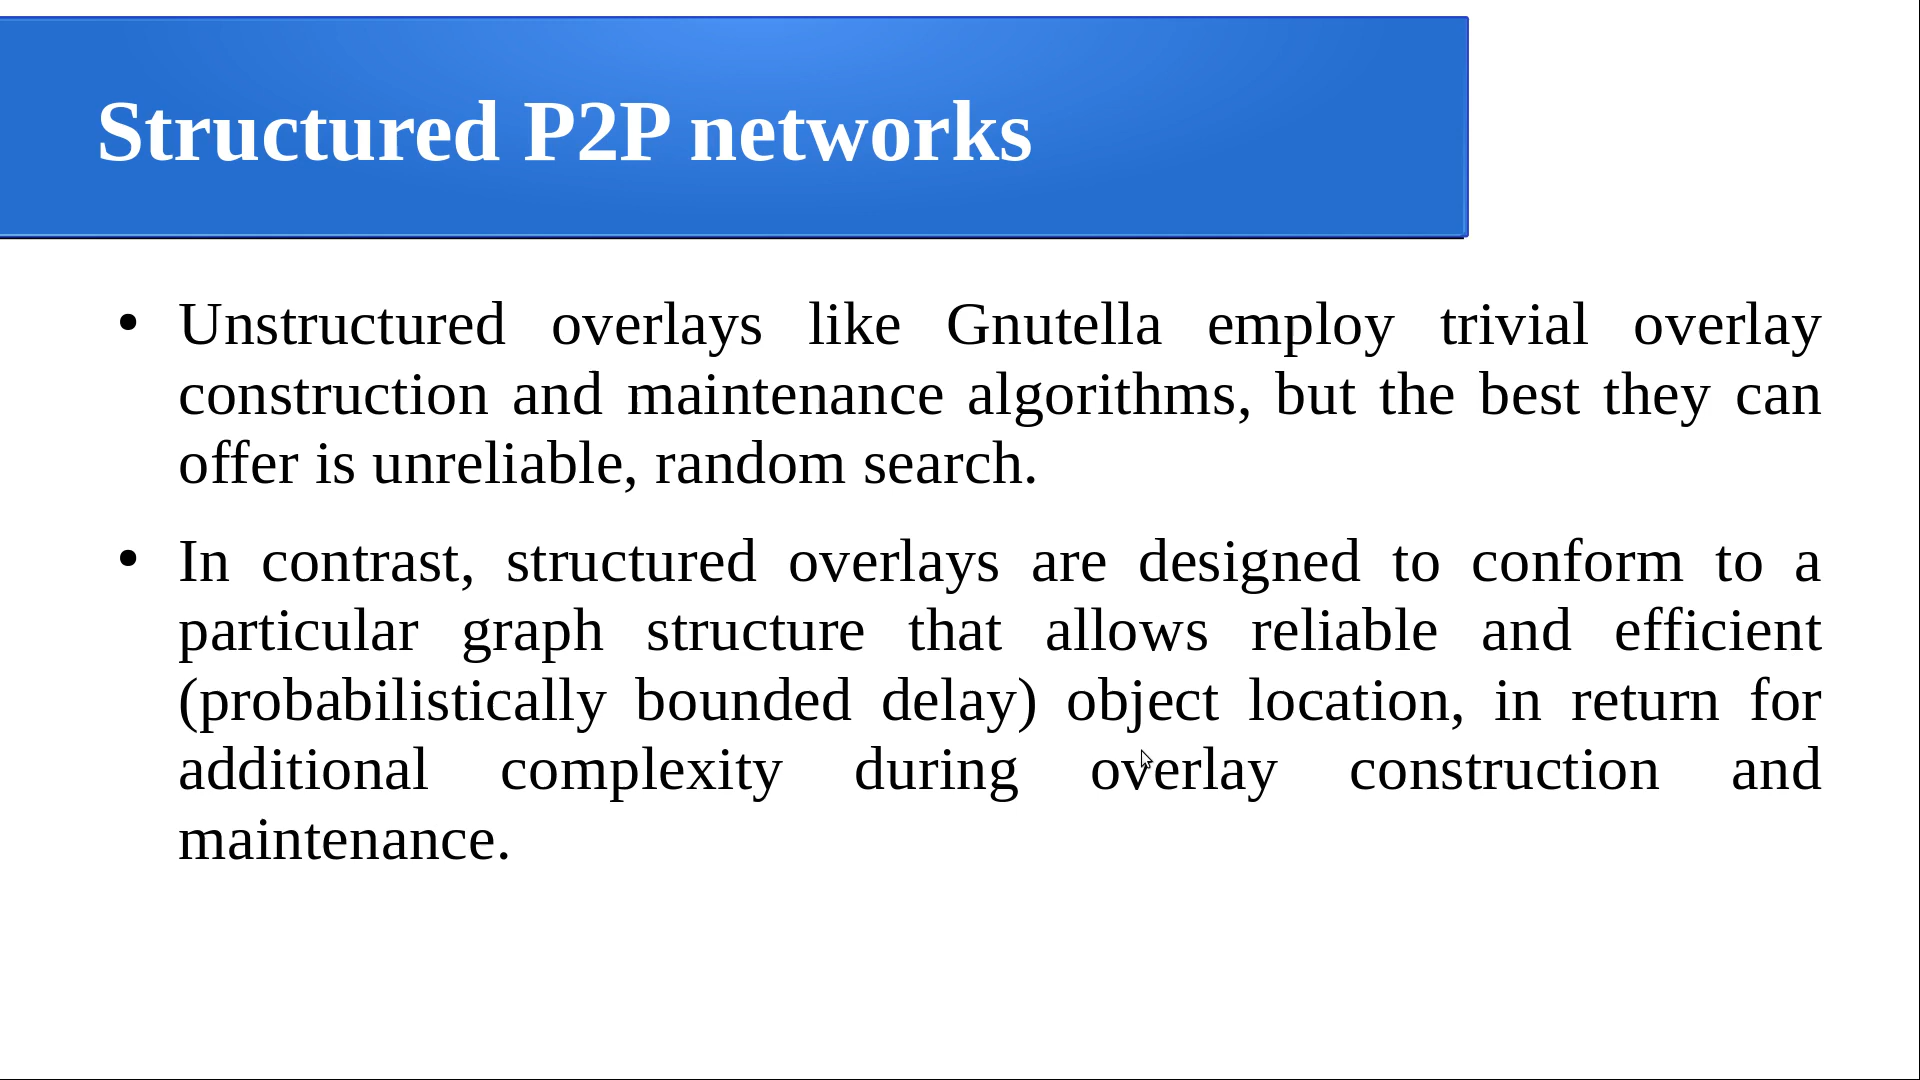 Structured P2P networks
• Unstructured overlays like Gnutella employ trivial overlay
construction and maintenance algorithms, but the best they can
offer is unreliable, random search.
• In contrast, structured overlays are designed to conform to a
particular graph structure that allows reliable and efficient
(probabilistically bounded delay) object location, in return for
additional complexity during overlay construction and
maintenance.